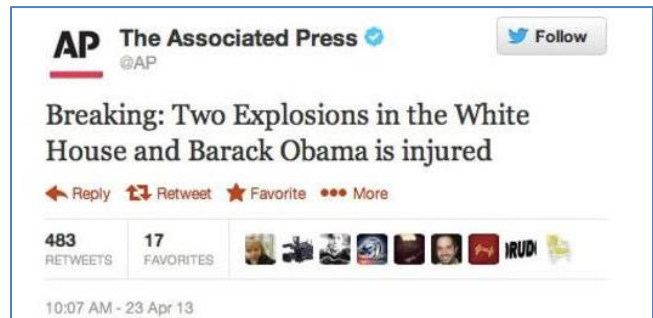 AP The Associated Press Follow
@AP
Breaking: Two Explosions in the White
House and Barack Obama is injured
Reply Retweet Favorite More
483 17
RETWEETS FAVORITES
10:07 AM - 23 Apr 13